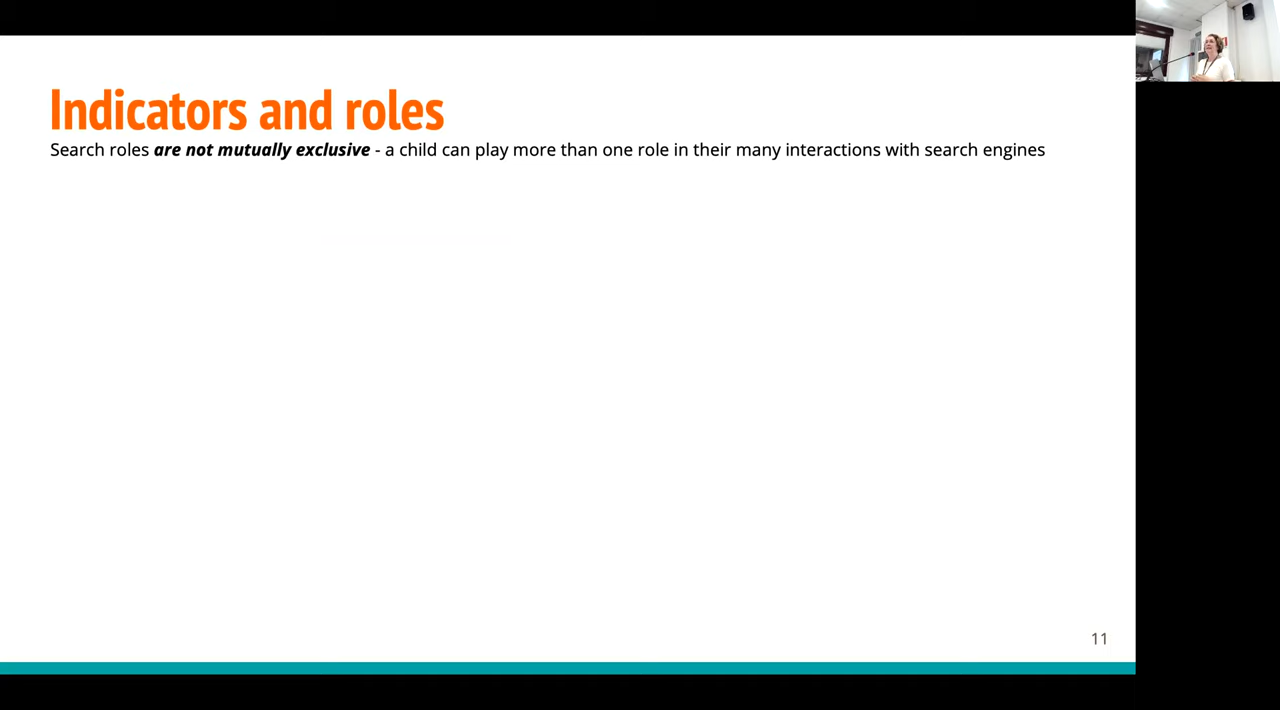 Indicators and roles
Search roles are not mutually exclusive - a child can play more than one role in their many interactions with search engines
11